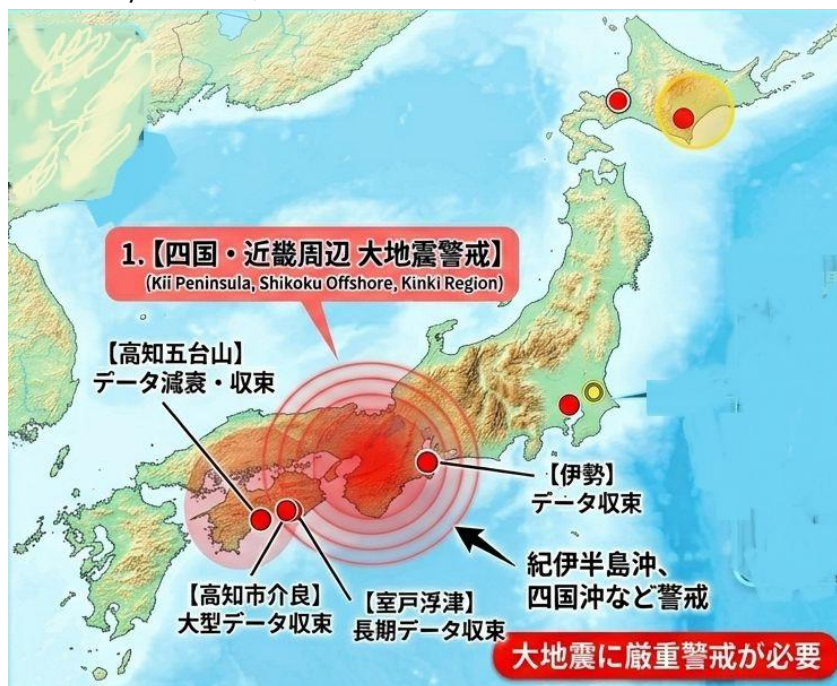 1.【四国・近畿周辺 大地震警戒】
(Kii Peninsula, Shikoku Offshore, Kinki Region)
【高知五台山】
データ減衰・収束
【伊勢】
データ収束
紀伊半島沖、
四国沖など警戒
【高知市介良】
大型データ収束
【室戸浮津】
長期データ収束
大地震に厳重警戒が必要